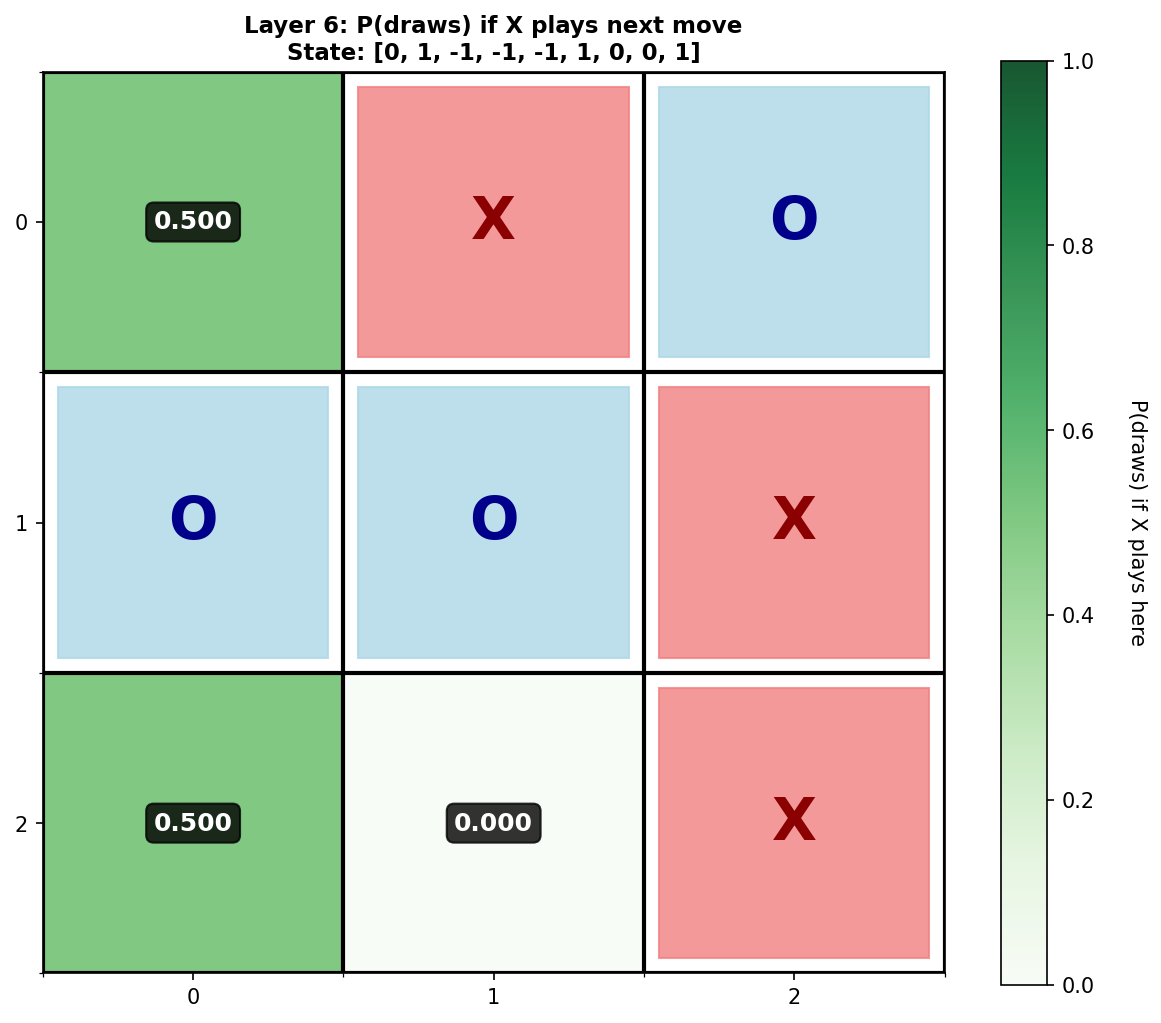 Layer 6: P(draws) if X plays next move
State: [0, 1, -1, -1, -1, 1, 0, 0, 1]
0 0.500 X O
1 O O X
2 0.500 0.000 X
0 1 2
1.0
0.8
0.6
0.4
0.2
0.0
P(draws) if X plays here